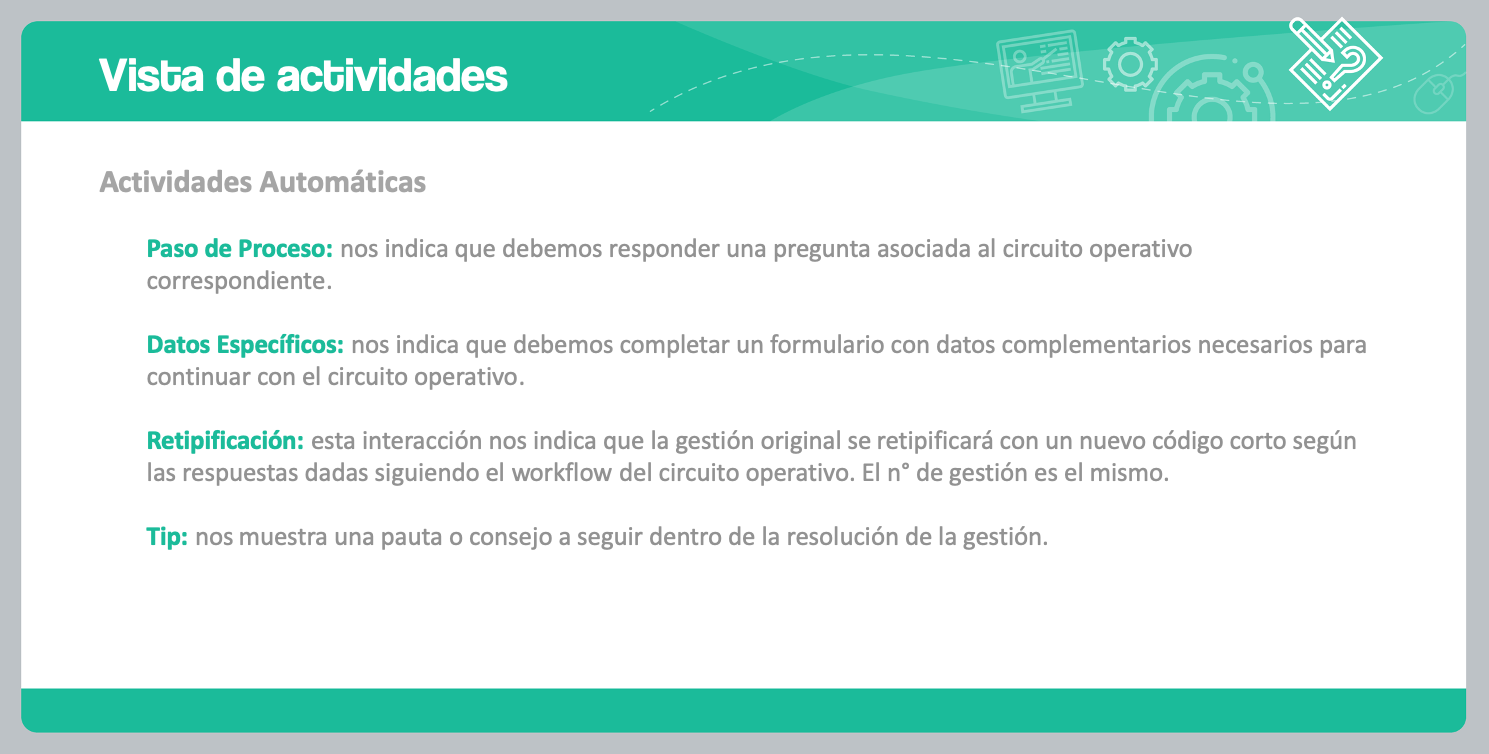 Vista de actividades
Actividades Automáticas
Paso de Proceso: nos indica que debemos responder una pregunta asociada al circuito operativo
correspondiente.
Datos Específicos: nos indica que debemos completar un formulario con datos complementarios necesarios para
continuar con el circuito operativo.
Retipificación: esta interacción nos indica que la gestión original se retipificará con un nuevo código corto según
las respuestas dadas siguiendo el workflow del circuito operativo. El n° de gestión es el mismo.
Tip: nos muestra una pauta o consejo a seguir dentro de la resolución de la gestión.